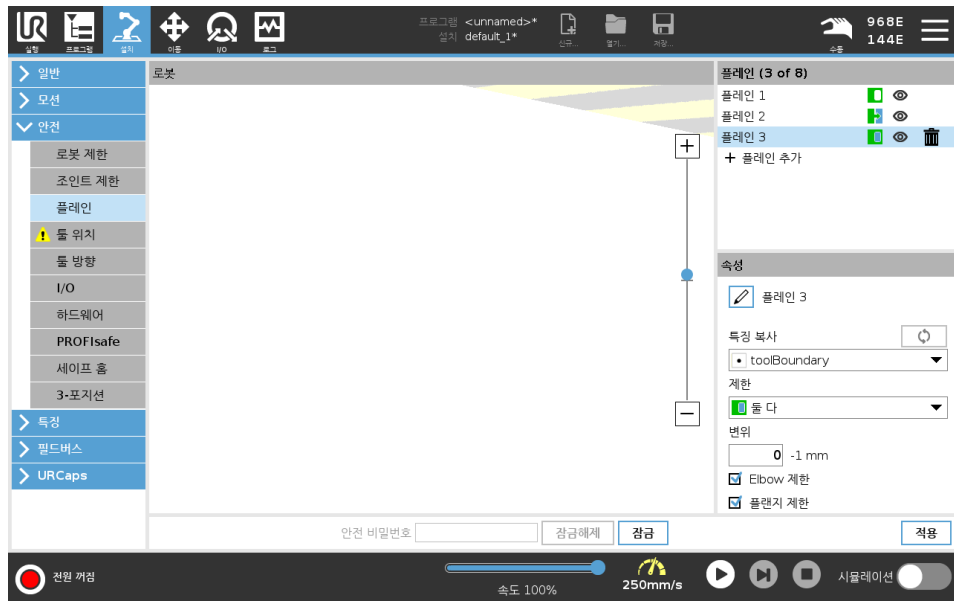 프로그램 <unnamed>*
설치 default_1*
신규... 열기... 저장...
실행 프로그램 설치 이동 I/O 로그
수동
968E
144E
일반
모션
안전
로봇 제한
조인트 제한
플레인
툴 위치
툴 방향
I/O
하드웨어
PROFIsafe
세이프 홈
3-포지션
특징
필드버스
URCaps
로봇
플레인 (3 of 8)
플레인 1
플레인 2
플레인 3
플레인 추가
속성
플레인 3
특징 복사
toolBoundary
제한
둘 다
변위
0 -1 mm
Elbow 제한
플랜지 제한
안전 비밀번호 잠금해제 잠금 적용
전원 꺼짐
속도 100%
250mm/s
시뮬레이션